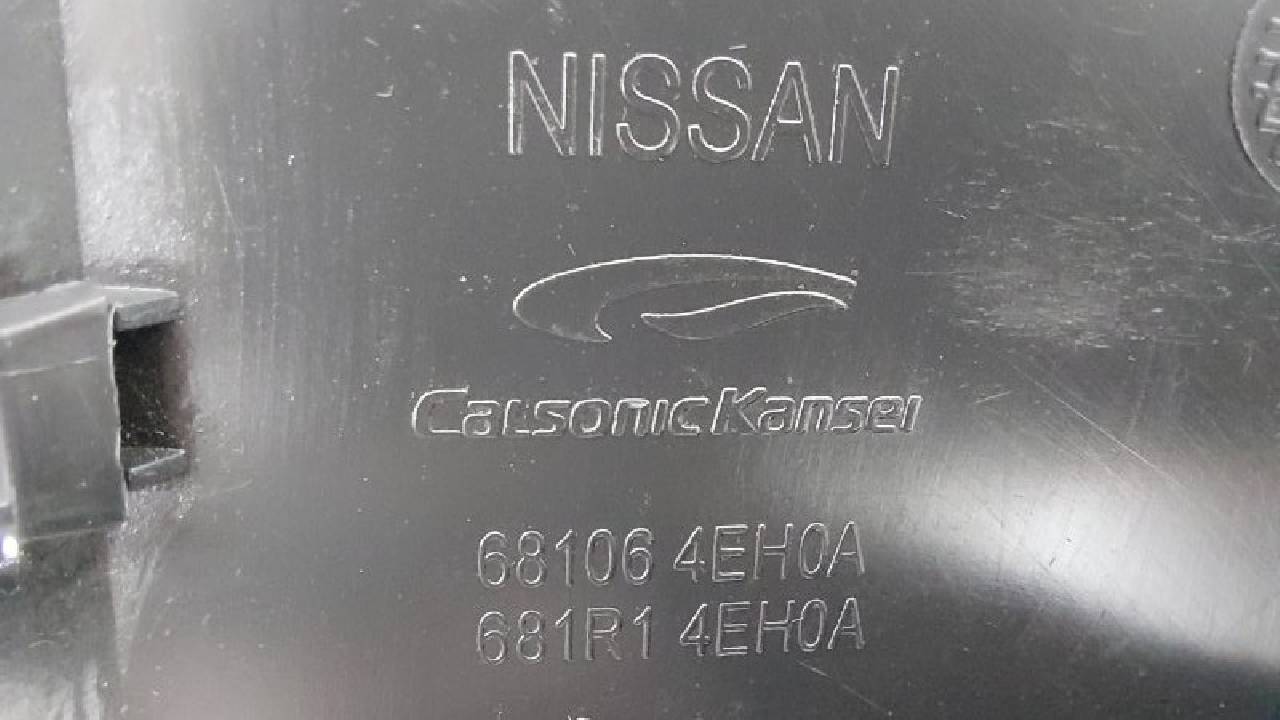 NISSAN
CalsonicKansei
68106 4EH0A
681R1 4EH0A